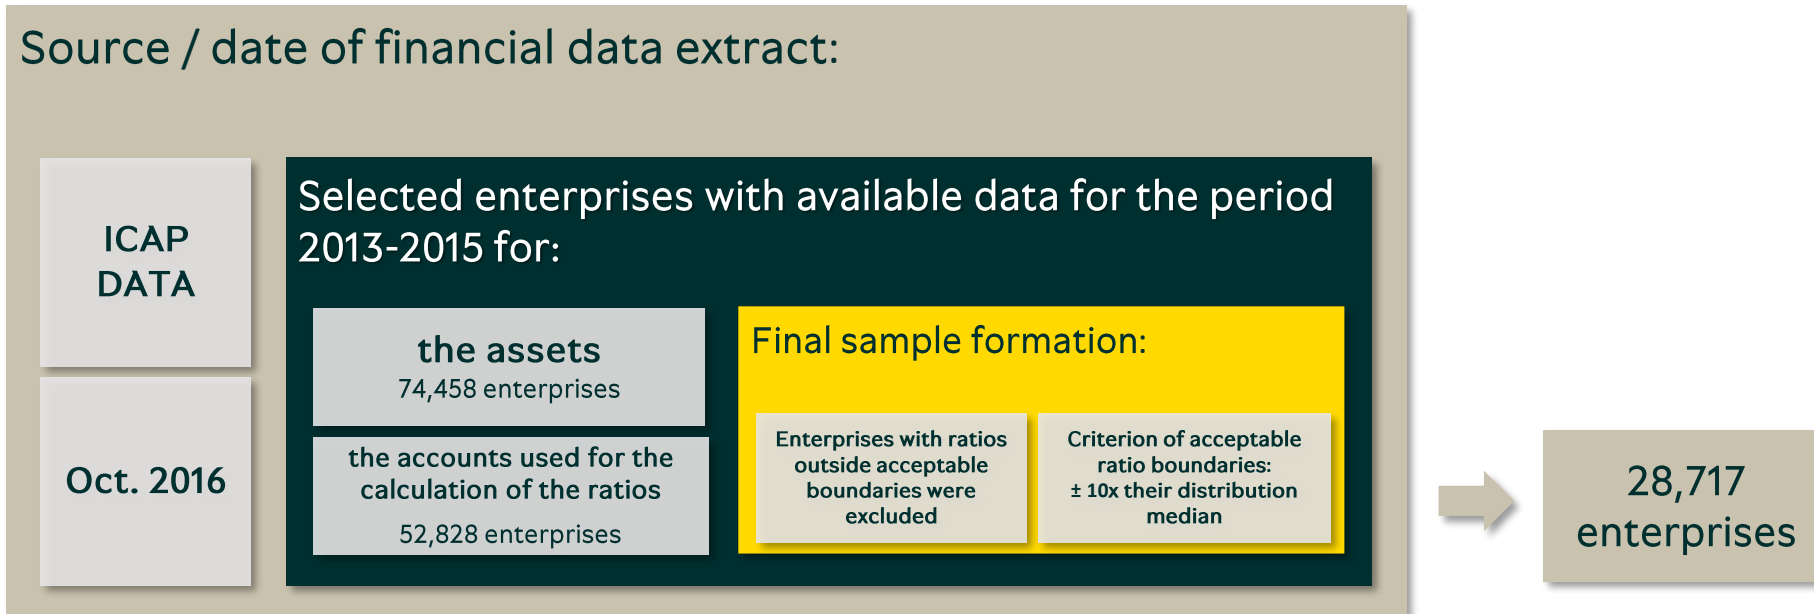 Source / date of financial data extract:
ICAP
DATA
Oct. 2016
Selected enterprises with available data for the period
2013-2015 for:
the assets
74,458 enterprises
the accounts used for the
calculation of the ratios
52,828 enterprises
Final sample formation:
Enterprises with ratios
outside acceptable
boundaries were
excluded
Criterion of acceptable
ratio boundaries:
± 10x their distribution
median
28,717
enterprises